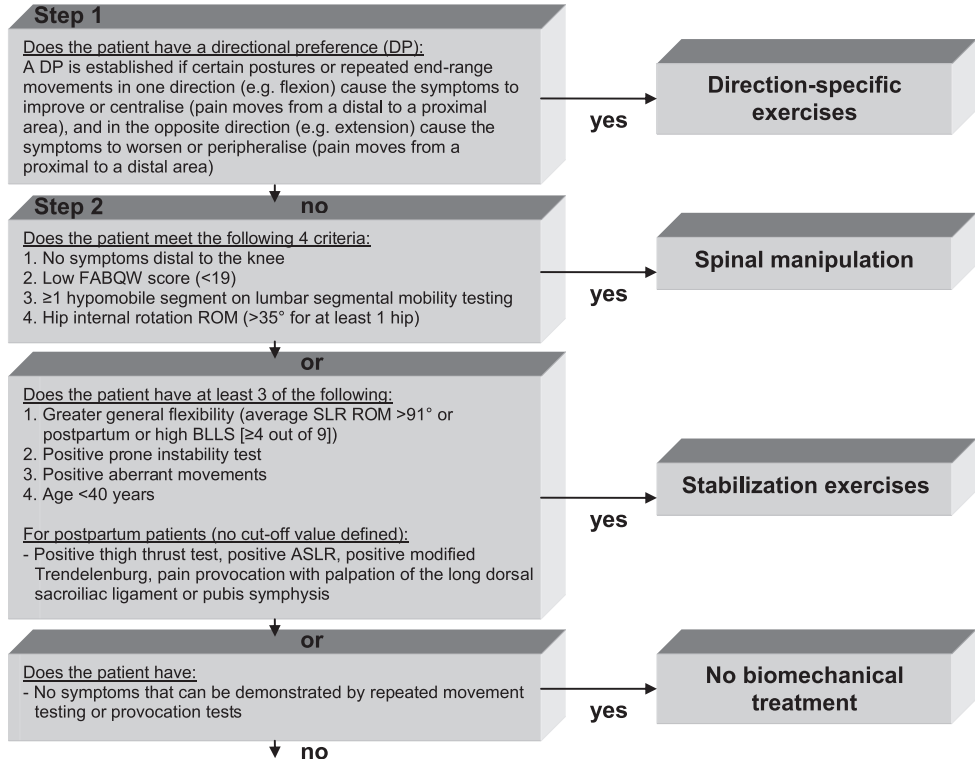 Step 1
Does the patient have a directional preference (DP):
A DP is established if certain postures or repeated end-range
movements in one direction (e.g. flexion) cause the symptoms to
improve or centralise (pain moves from a distal to a proximal
area), and in the opposite direction (e.g. extension) cause the
symptoms to worsen or peripheralise (pain moves from a
proximal to a distal area)
yes
Direction-specific
exercises
no
Step 2
Does the patient meet the following 4 criteria:
1. No symptoms distal to the knee
2. Low FABQW score (<19)
3. ≥1 hypomobile segment on lumbar segmental mobility testing
4. Hip internal rotation ROM (>35° for at least 1 hip)
yes
Spinal manipulation
or
Does the patient have at least 3 of the following:
1. Greater general flexibility (average SLR ROM >91° or
postpartum or high BLLS [≥4 out of 9])
2. Positive prone instability test
3. Positive aberrant movements
4. Age <40 years
For postpartum patients (no cut-off value defined):
- Positive thigh thrust test, positive ASLR, positive modified
Trendelenburg, pain provocation with palpation of the long dorsal
sacroiliac ligament or pubis symphysis
yes
Stabilization exercises
or
Does the patient have:
- No symptoms that can be demonstrated by repeated movement
testing or provocation tests
yes
No biomechanical
treatment
no